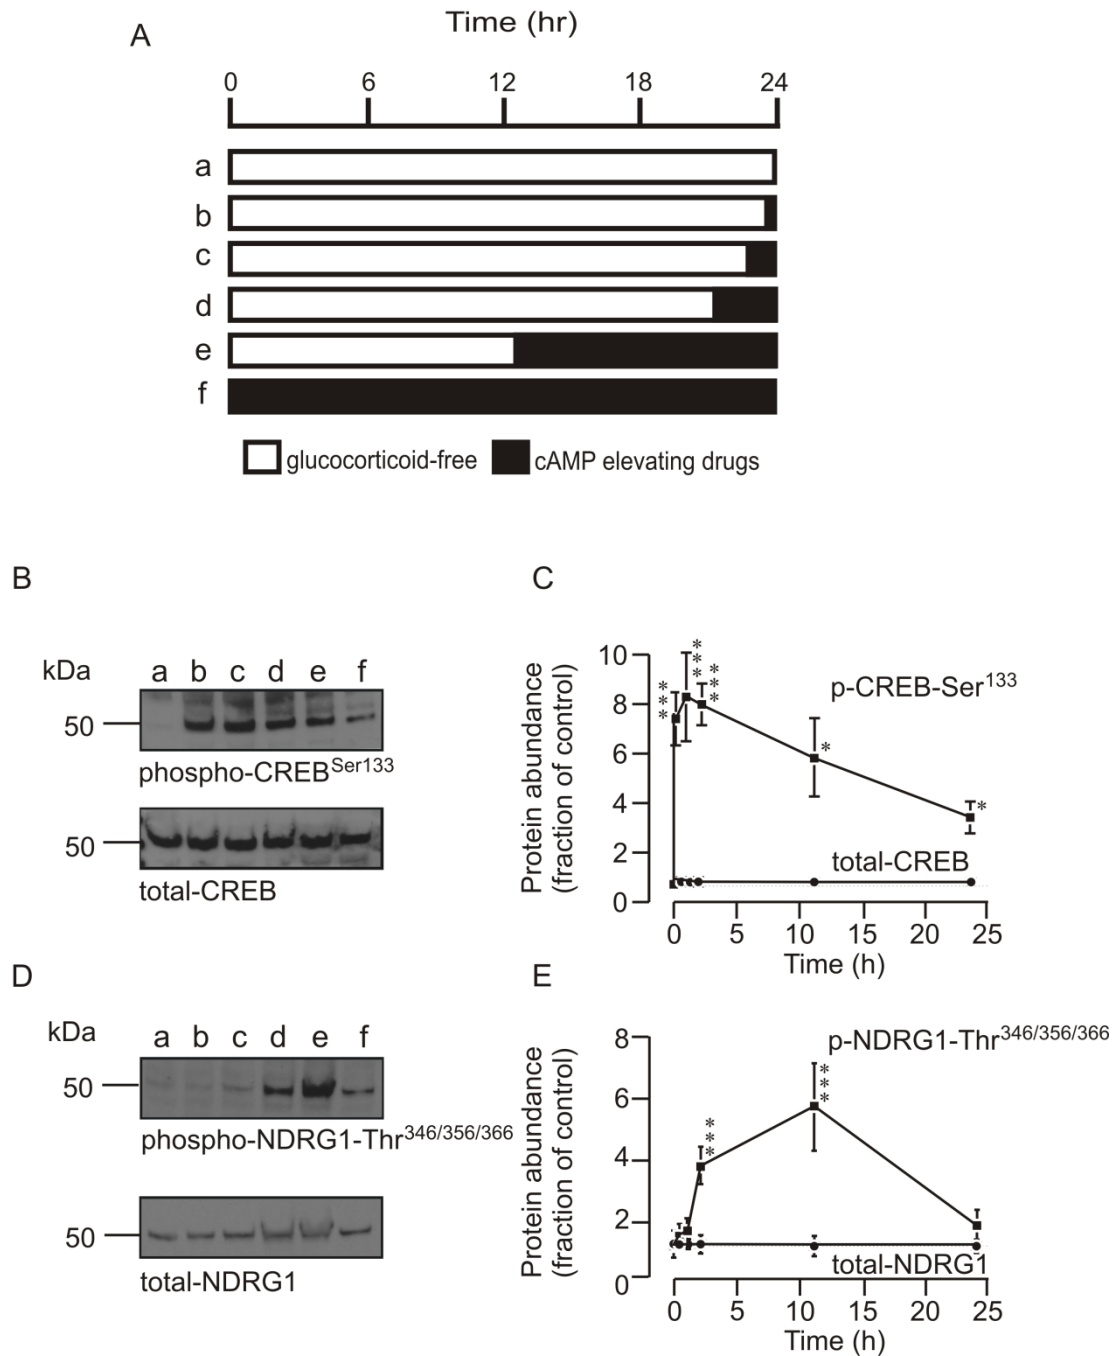 A
Time (hr)
0 6 12 18 24
a
b
c
d
e
f
glucocorticoid-free cAMP elevating drugs
B
kDa a b c d e f
50
phospho-CREB^Ser133
50
total-CREB
C
Protein abundance
(fraction of control)
10
8
6
4
2
0
***
***
***
*
*
p-CREB-Ser^133
total-CREB
0 5 10 15 20 25
Time (h)
D
kDa a b c d e f
50
phospho-NDRG1-Thr^346/356/366
50
total-NDRG1
E
Protein abundance
(fraction of control)
8
6
4
2
0
p-NDRG1-Thr^346/356/366
***
***
total-NDRG1
0 5 10 15 20 25
Time (h)